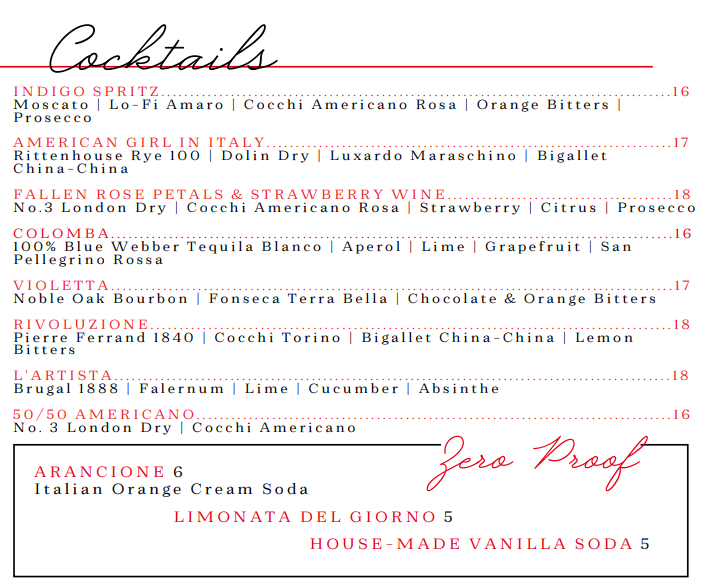 Cocktails
INDIGO SPRITZ........................16
Moscato | Lo-Fi Amaro | Cocchi Americano Rosa | Orange Bitters |
Prosecco
AMERICAN GIRL IN ITALY........................17
Rittenhouse Rye 100 | Dolin Dry | Luxardo Maraschino | Bigallet
China-China
FALLEN ROSE PETALS & STRAWBERRY WINE........................18
No.3 London Dry | Cocchi Americano Rosa | Strawberry | Citrus | Prosecco
COLOMBA........................16
100% Blue Webber Tequila Blanco | Aperol | Lime | Grapefruit | San
Pellegrino Rossa
VIOLETTA........................17
Noble Oak Bourbon | Fonseca Terra Bella | Chocolate & Orange Bitters
RIVOLUZIONE........................18
Pierre Ferrand 1840 | Cocchi Torino | Bigallet China-China | Lemon
Bitters
L'ARTISTA........................18
Brugal 1888 | Falernum | Lime | Cucumber | Absinthe
50/50 AMERICANO........................16
No. 3 London Dry | Cocchi Americano
Zero Proof
ARANCIONE 6
Italian Orange Cream Soda
LIMONATA DEL GIORNO 5
HOUSE-MADE VANILLA SODA 5